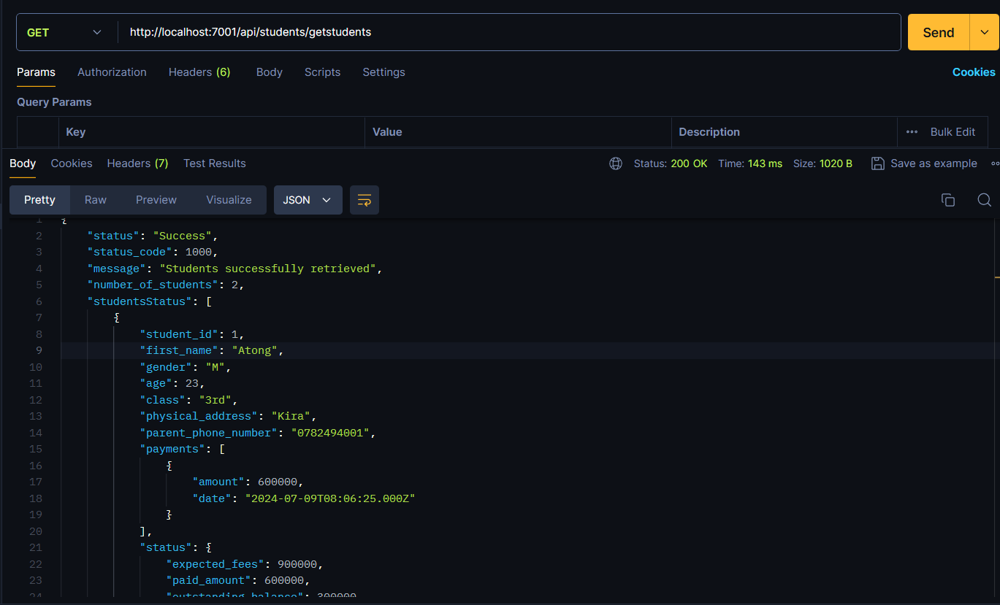 GET http://localhost:7001/api/students/getstudents Send
Params Authorization Headers (6) Body Scripts Settings Cookies
Query Params
Key Value Description Bulk Edit
Body Cookies Headers (7) Test Results Status: 200 OK Time: 143 ms Size: 1020 B Save as example
Pretty Raw Preview Visualize JSON
1 {
2 "status": "Success",
3 "status_code": 1000,
4 "message": "Students successfully retrieved",
5 "number_of_students": 2,
6 "studentsStatus": [
7 {
8 "student_id": 1,
9 "first_name": "Atong",
10 "gender": "M",
11 "age": 23,
12 "class": "3rd",
13 "physical_address": "Kira",
14 "parent_phone_number": "0782494001",
15 "payments": [
16 {
17 "amount": 600000,
18 "date": "2024-07-09T08:06:25.000Z"
19 }
20 ],
21 "status": {
22 "expected_fees": 900000,
23 "paid_amount": 600000,
24 "outstanding_balance": 300000